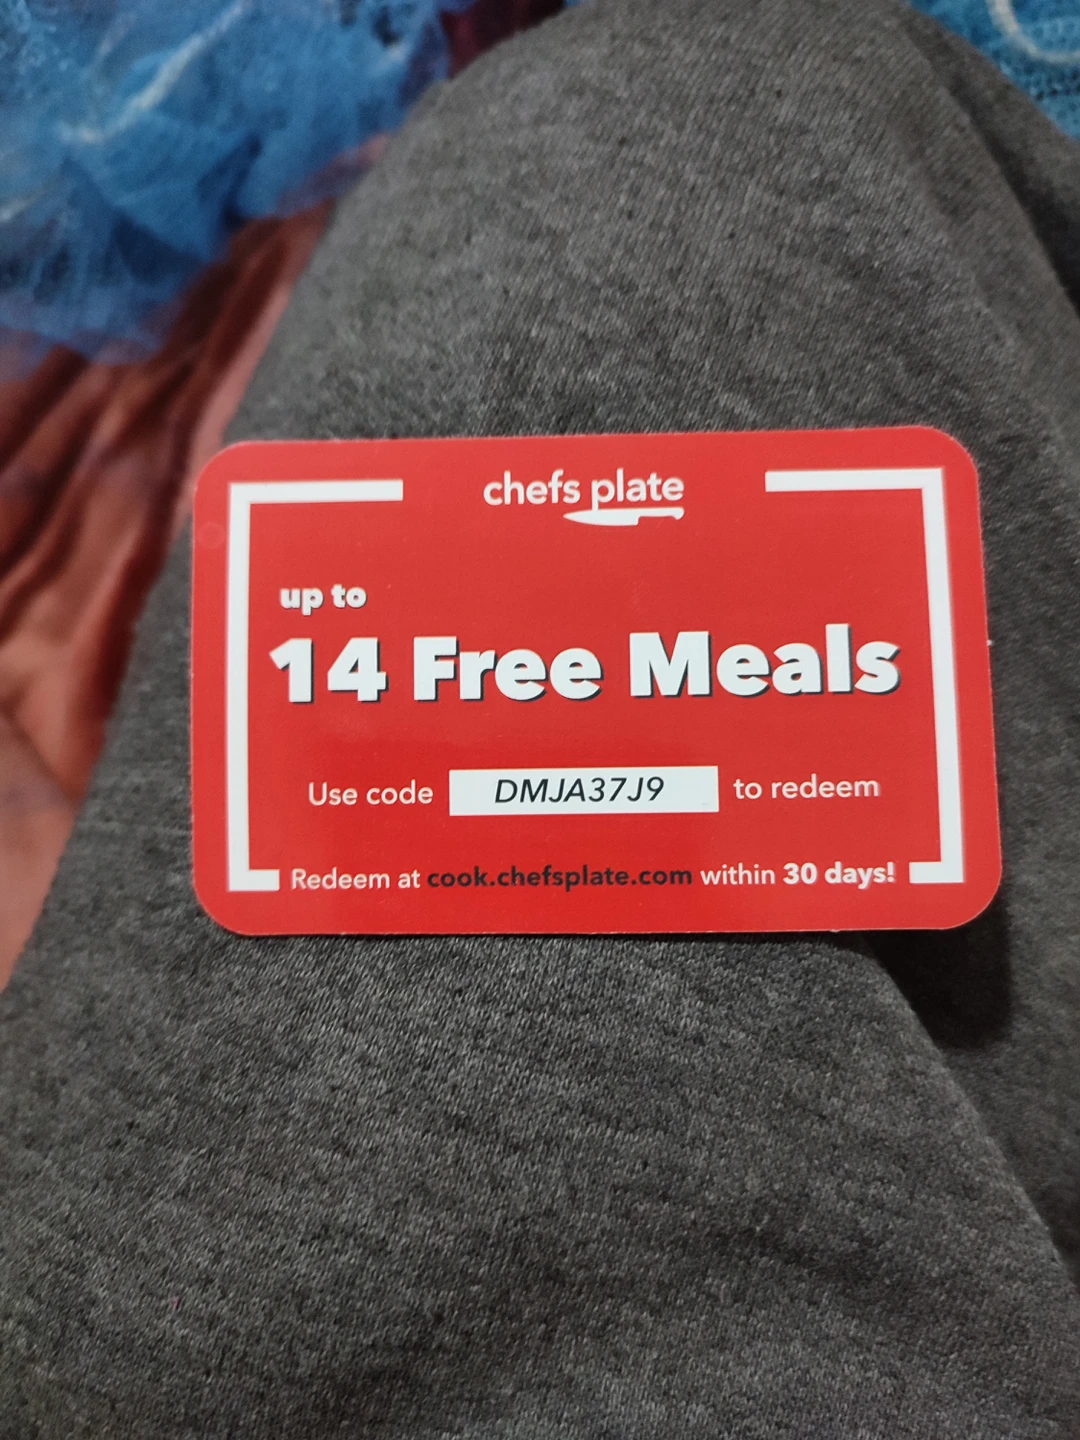 chefs plate
up to
14 Free Meals
Use code DMJA37J9 to redeem
Redeem at cook.chefsplate.com within 30 days!